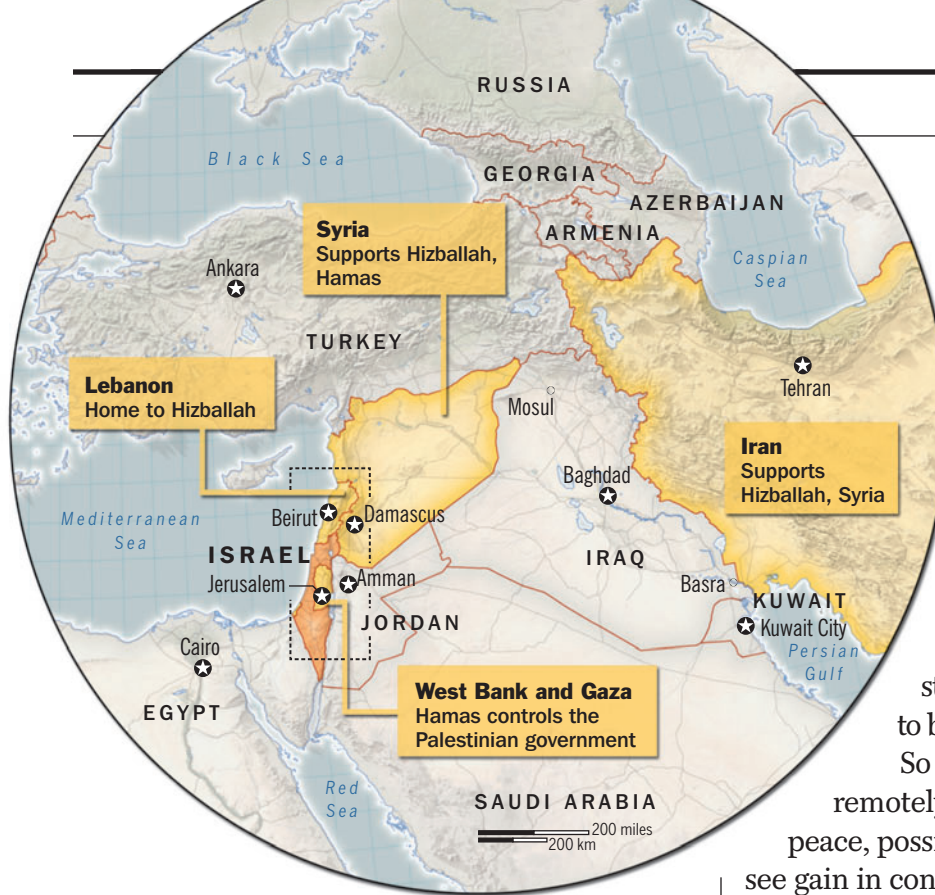 RUSSIA
Black Sea
GEORGIA
AZERBAIJAN
ARMENIA
Syria
Supports Hizballah,
Hamas
Caspian
Sea
Ankara
TURKEY
Tehran
Lebanon
Home to Hizballah
Mosul
Iran
Supports
Hizballah, Syria
Baghdad
Mediterranean
Sea
Beirut
Damascus
ISRAEL
IRAQ
Jerusalem
Amman
Basra
KUWAIT
JORDAN
Kuwait City
Cairo
Persian
Gulf
EGYPT
West Bank and Gaza
Hamas controls the
Palestinian government
Red
Sea
SAUDI ARABIA
200 miles
200 km
st
to b
So
remotely
peace, possi
see gain in con